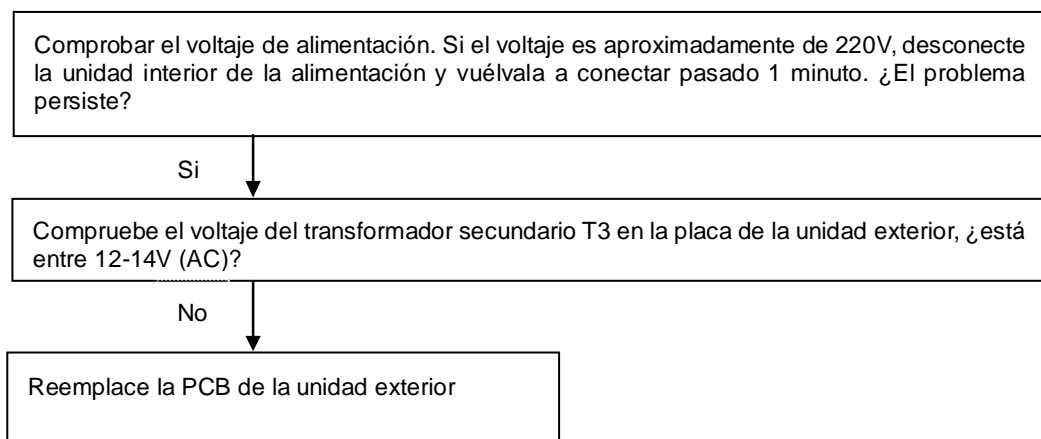 Comprobar el voltaje de alimentación. Si el voltaje es aproximadamente de 220V, desconecte
la unidad interior de la alimentación y vuélvala a conectar pasado 1 minuto. ¿El problema
persiste?
Si
Compruebe el voltaje del transformador secundario T3 en la placa de la unidad exterior, ¿está
entre 12-14V (AC)?
No
Reemplace la PCB de la unidad exterior